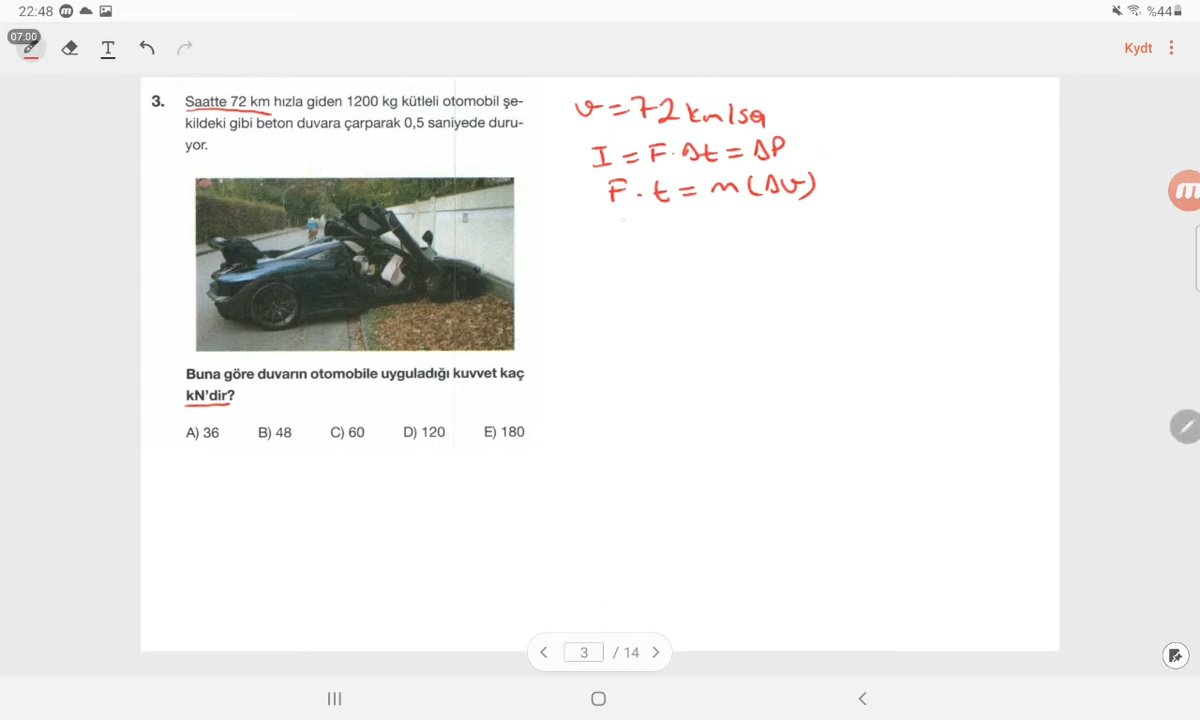 22:48
%44
07:00
T
Kydt
3. Saatte 72 km hızla giden 1200 kg kütleli otomobil şe-
kildeki gibi beton duvara çarparak 0,5 saniyede duru-
yor.
Buna göre duvarın otomobile uyguladığı kuvvet kaç
kN'dir?
A) 36 B) 48 C) 60 D) 120 E) 180
v = 72 km/sa
I = F. Δt = ΔP
F. t = m (Δv)
3 / 14